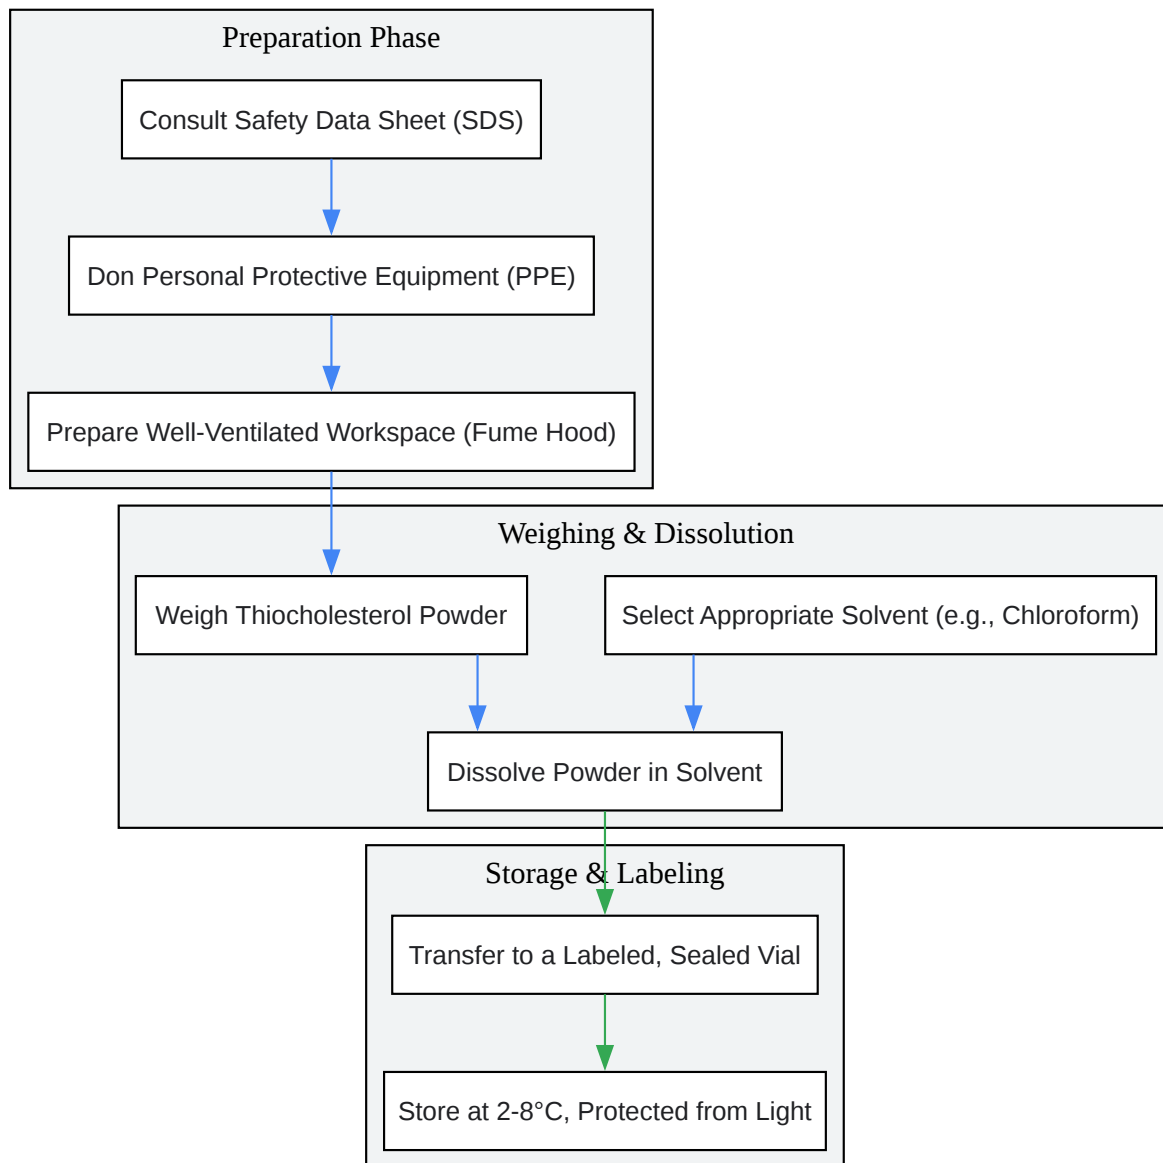 Preparation Phase
Consult Safety Data Sheet (SDS)
Don Personal Protective Equipment (PPE)
Prepare Well-Ventilated Workspace (Fume Hood)
Weighing & Dissolution
Weigh Thiocholesterol Powder
Select Appropriate Solvent (e.g., Chloroform)
Dissolve Powder in Solvent
Storage & Labeling
Transfer to a Labeled, Sealed Vial
Store at 2-8°C, Protected from Light